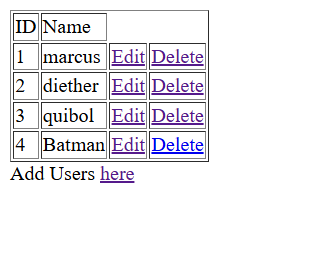 ID Name
1 marcus Edit Delete
2 diether Edit Delete
3 quibol Edit Delete
4 Batman Edit Delete
Add Users here